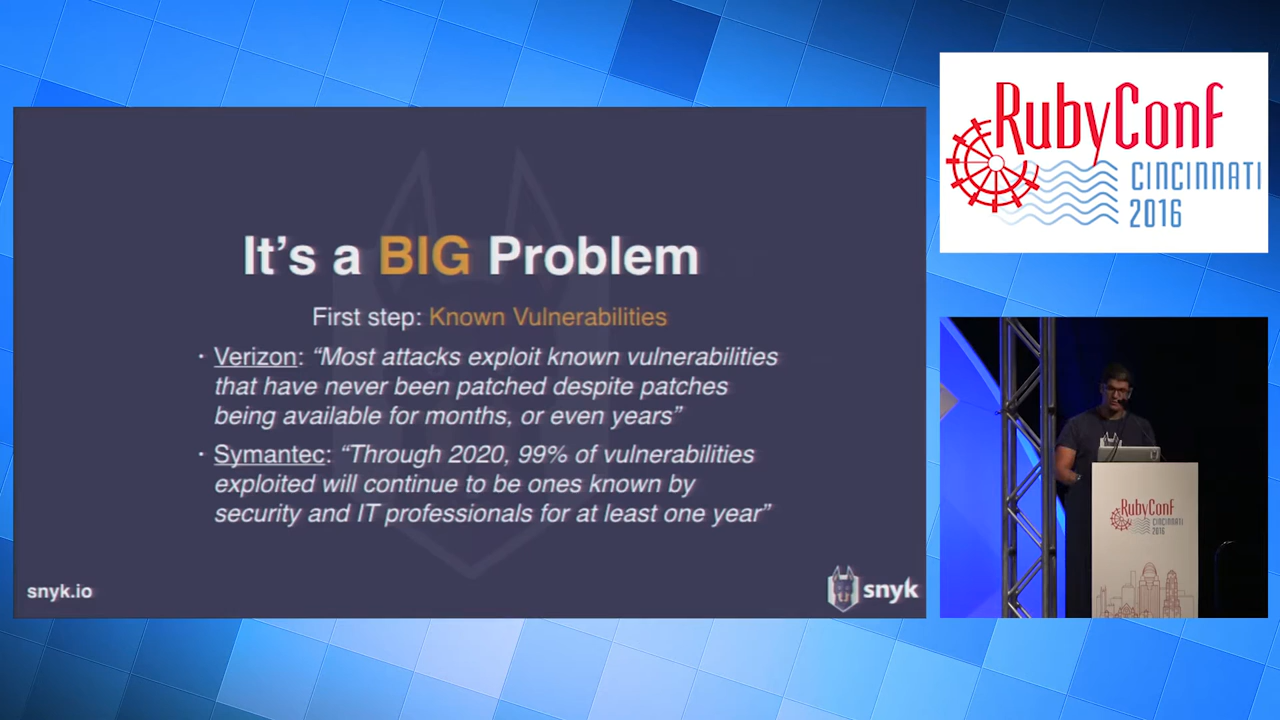 It's a BIG Problem
First step: Known Vulnerabilities
· Verizon: “Most attacks exploit known vulnerabilities
that have never been patched despite patches
being available for months, or even years”
· Symantec: “Through 2020, 99% of vulnerabilities
exploited will continue to be ones known by
security and IT professionals for at least one year”
snyk.io
snyk
RubyConf
CINCINNATI
2016
RubyConf
CINCINNATI
2016